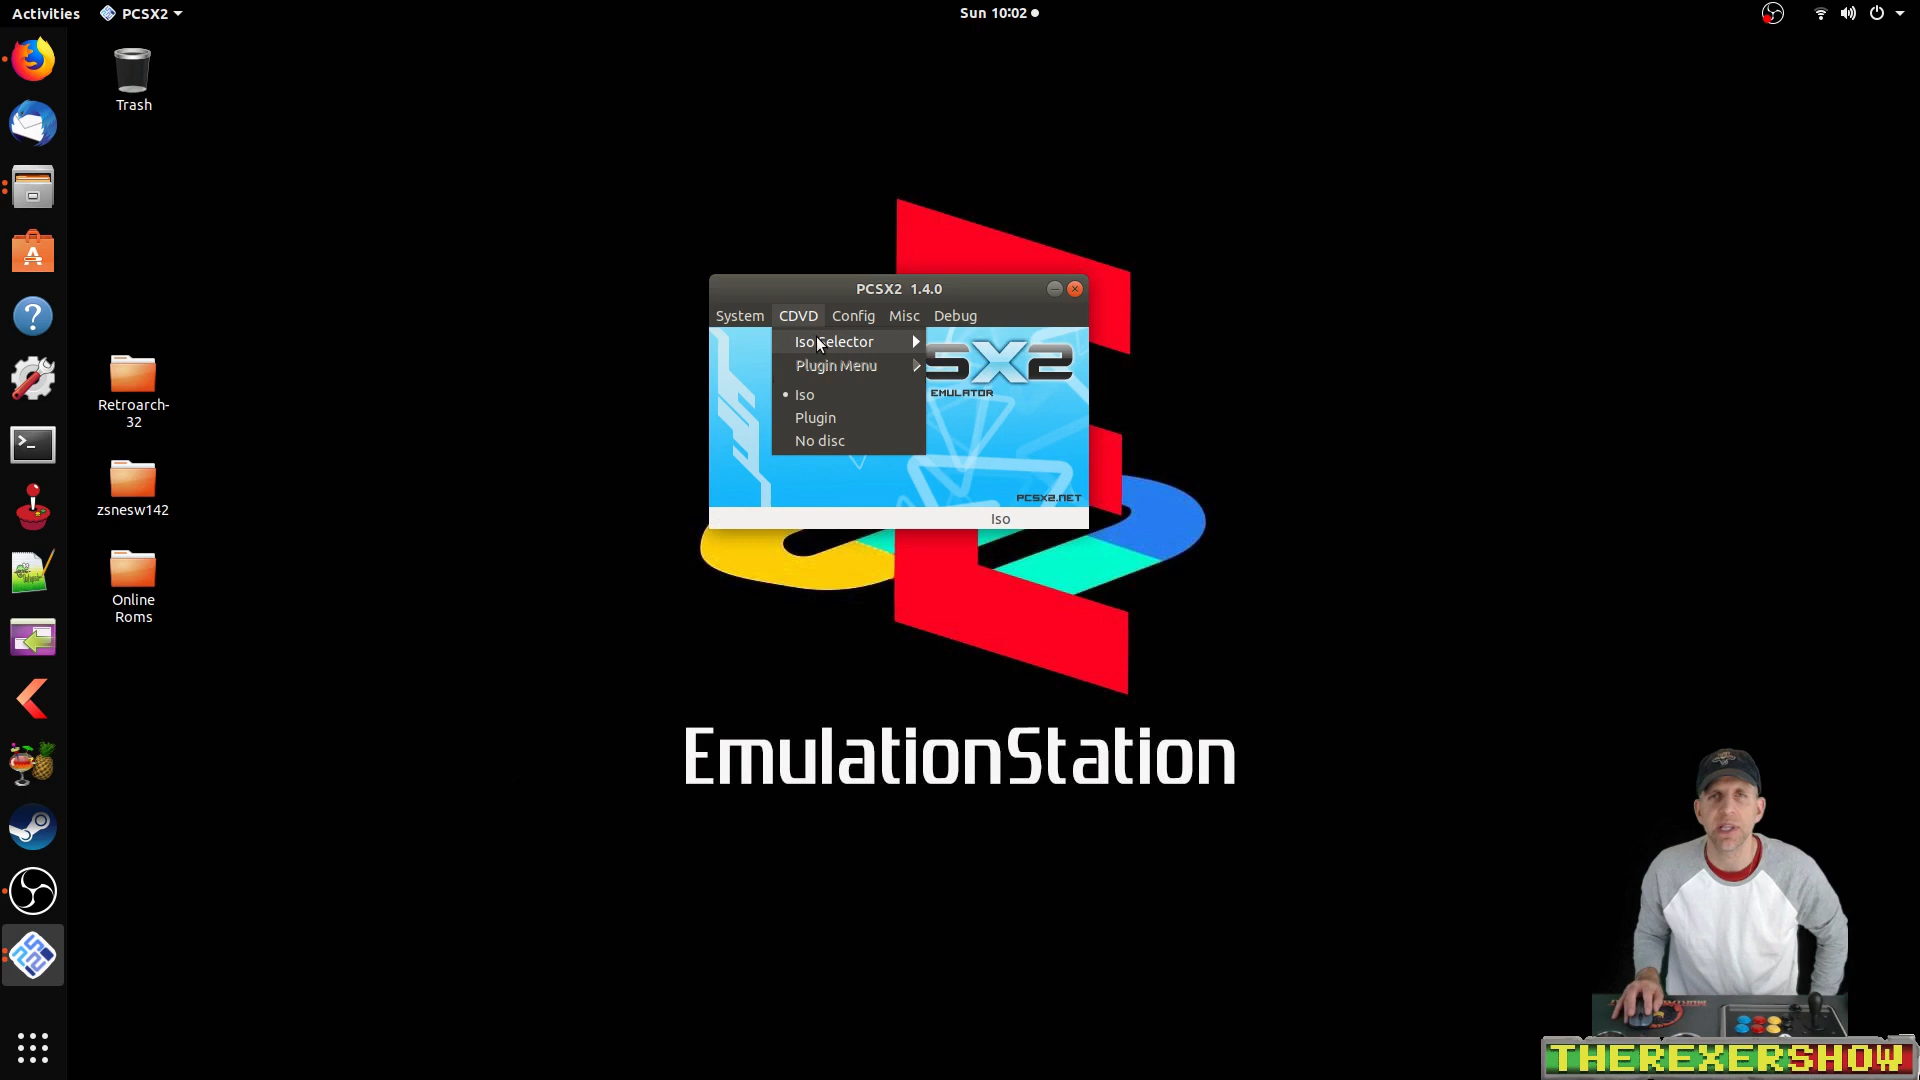 Activities
PCSX2
Sun 10:02
Trash
Retroarch-
32
zsnesw142
Online
Roms
PCSX2 1.4.0
System CDVD Config Misc Debug
Iso Selector
Plugin Menu
Iso
Plugin
No disc
SX2
EMULATOR
PCSX2.NET
Iso
EmulationStation
THEREXERSHOW